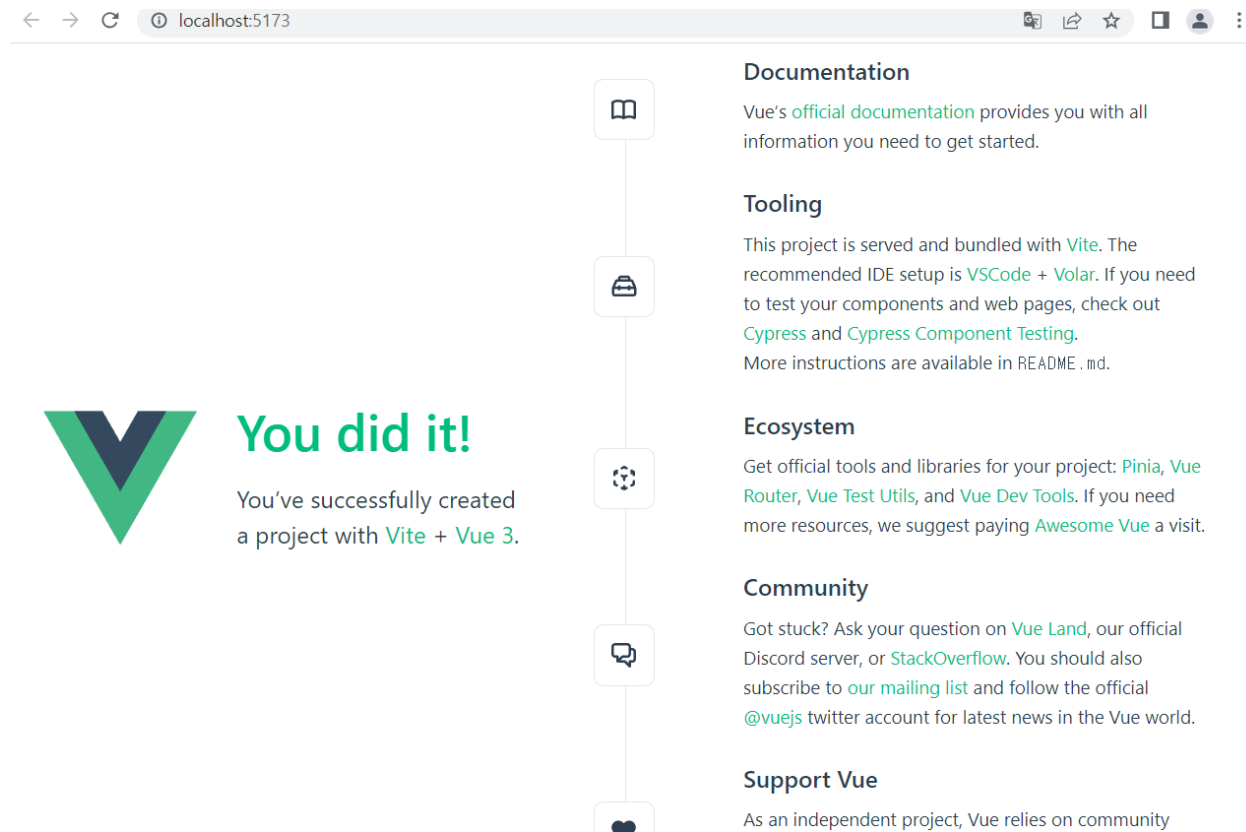 localhost:5173
You did it!
You’ve successfully created
a project with Vite + Vue 3.
Documentation
Vue’s official documentation provides you with all
information you need to get started.
Tooling
This project is served and bundled with Vite. The
recommended IDE setup is VSCode + Volar. If you need
to test your components and web pages, check out
Cypress and Cypress Component Testing.
More instructions are available in README.md.
Ecosystem
Get official tools and libraries for your project: Pinia, Vue
Router, Vue Test Utils, and Vue Dev Tools. If you need
more resources, we suggest paying Awesome Vue a visit.
Community
Got stuck? Ask your question on Vue Land, our official
Discord server, or StackOverflow. You should also
subscribe to our mailing list and follow the official
@vuejs twitter account for latest news in the Vue world.
Support Vue
As an independent project, Vue relies on community